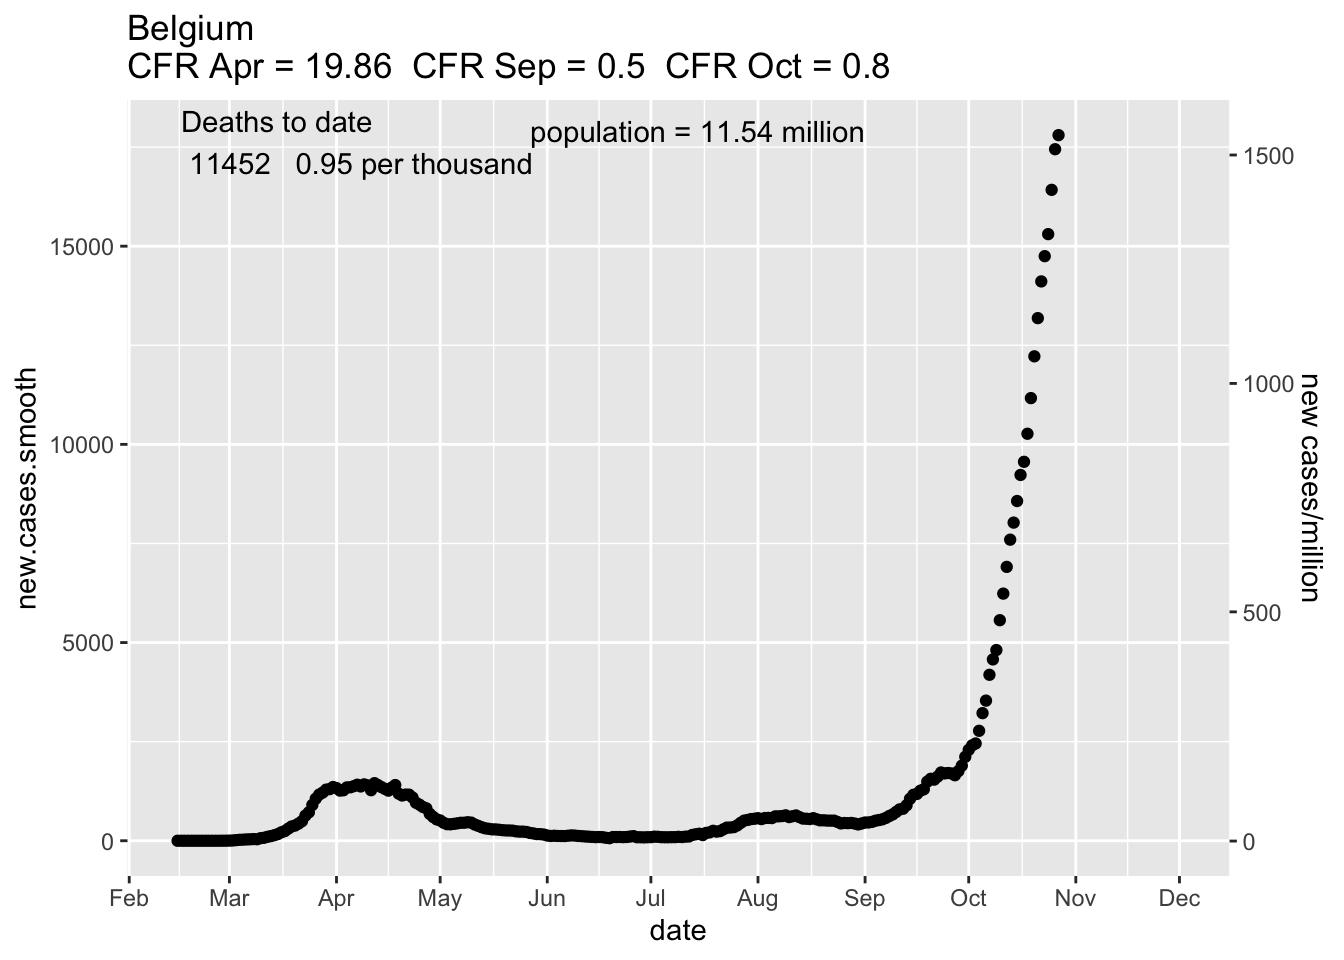 Belgium
CFR Apr = 19.86  CFR Sep = 0.5  CFR Oct = 0.8
Deaths to date
population = 11.54 million
11452   0.95 per thousand
new.cases.smooth
15000
10000
5000
0
1500
1000
500
0
new cases/million
Feb Mar Apr May Jun Jul Aug Sep Oct Nov Dec
date